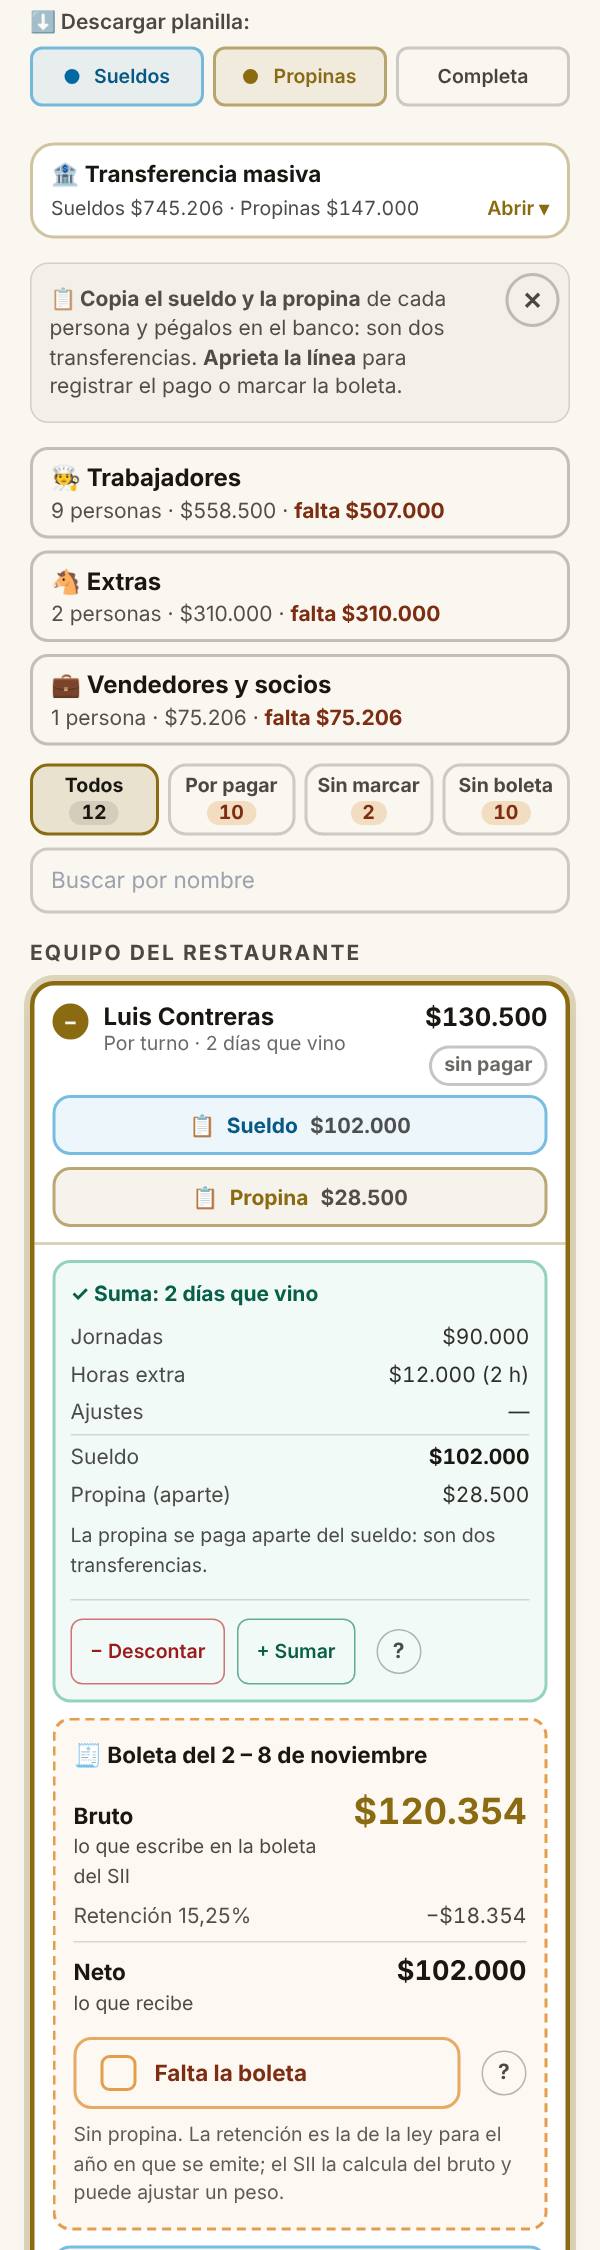 ⬇️ Descargar planilla:
Sueldos
Propinas
Completa
🏦 Transferencia masiva
Sueldos $745.206 · Propinas $147.000
Abrir ▾
📋 Copia el sueldo y la propina de cada
persona y pégalos en el banco: son dos
transferencias. Aprieta la línea para
registrar el pago o marcar la boleta.
✕
🧑‍🍳 Trabajadores
9 personas · $558.500 · falta $507.000
🐴 Extras
2 personas · $310.000 · falta $310.000
💼 Vendedores y socios
1 persona · $75.206 · falta $75.206
Todos
12
Por pagar
10
Sin marcar
2
Sin boleta
10
Buscar por nombre
EQUIPO DEL RESTAURANTE
– Luis Contreras
$130.500
Por turno · 2 días que vino
sin pagar
📋 Sueldo $102.000
📋 Propina $28.500
✓ Suma: 2 días que vino
Jornadas $90.000
Horas extra $12.000 (2 h)
Ajustes —
Sueldo $102.000
Propina (aparte) $28.500
La propina se paga aparte del sueldo: son dos
transferencias.
− Descontar
+ Sumar
?
🧾 Boleta del 2 – 8 de noviembre
Bruto $120.354
lo que escribe en la boleta
del SII
Retención 15,25% −$18.354
Neto $102.000
lo que recibe
Falta la boleta
?
Sin propina. La retención es la de la ley para el
año en que se emite; el SII la calcula del bruto y
puede ajustar un peso.